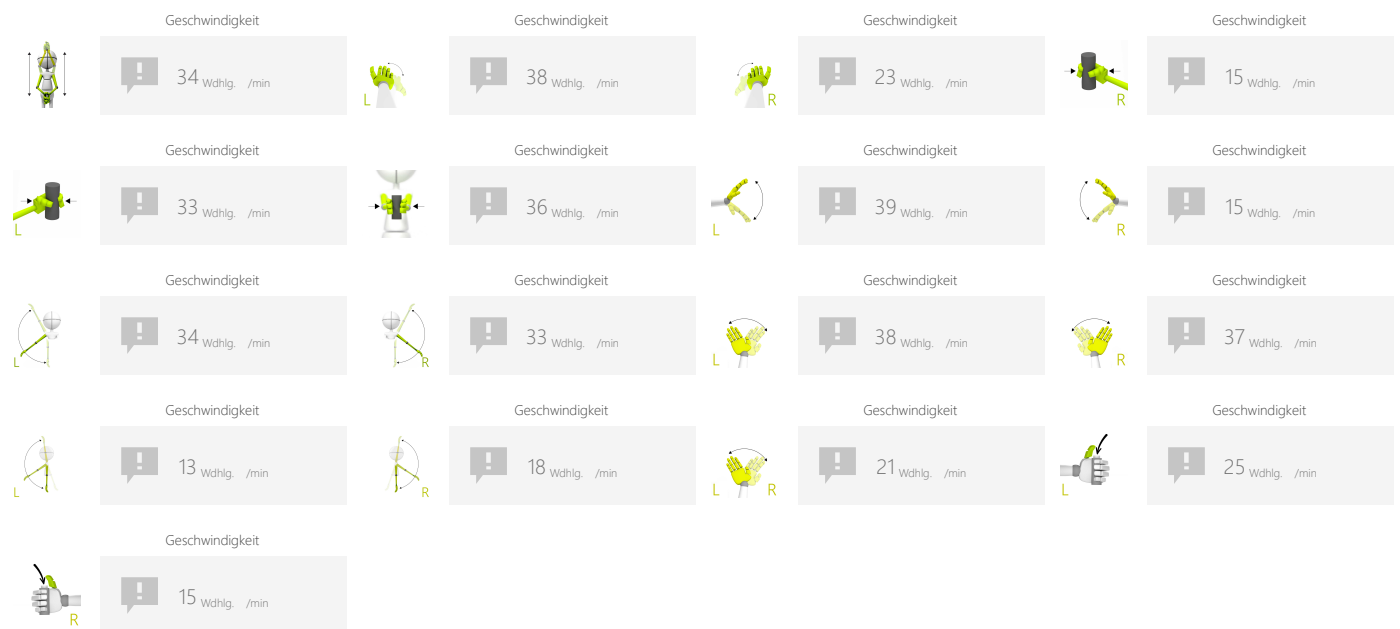 Geschwindigkeit Geschwindigkeit Geschwindigkeit Geschwindigkeit
34 Wdhlg. /min L 38 Wdhlg. /min R 23 Wdhlg. /min R 15 Wdhlg. /min
Geschwindigkeit Geschwindigkeit Geschwindigkeit Geschwindigkeit
L 33 Wdhlg. /min 36 Wdhlg. /min L 39 Wdhlg. /min R 15 Wdhlg. /min
Geschwindigkeit Geschwindigkeit Geschwindigkeit Geschwindigkeit
L 34 Wdhlg. /min R 33 Wdhlg. /min L 38 Wdhlg. /min R 37 Wdhlg. /min
Geschwindigkeit Geschwindigkeit Geschwindigkeit Geschwindigkeit
L 13 Wdhlg. /min R 18 Wdhlg. /min L R 21 Wdhlg. /min L 25 Wdhlg. /min
Geschwindigkeit
R 15 Wdhlg. /min